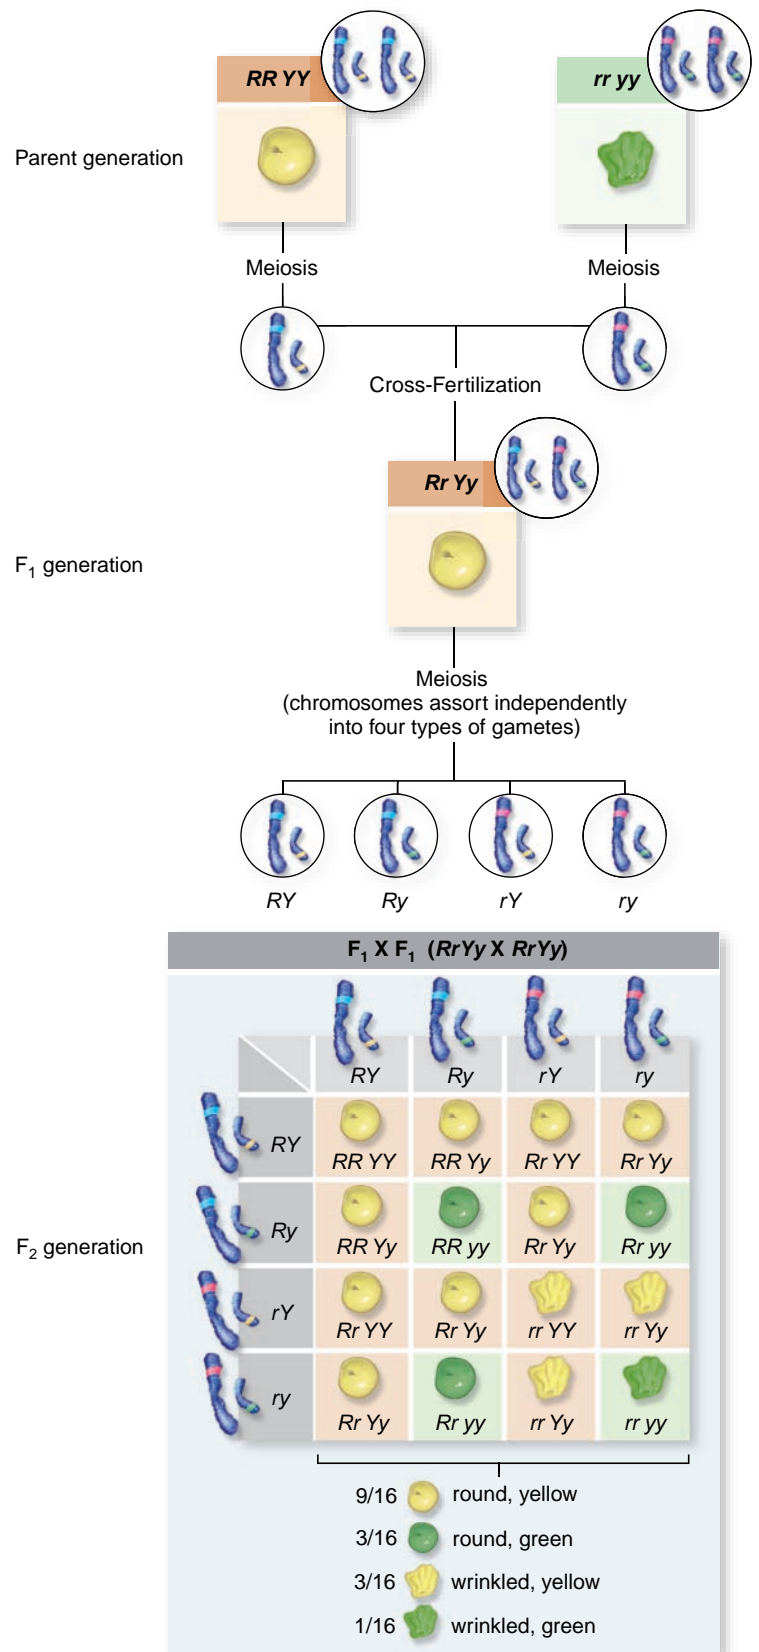 RR YY
rr yy
Parent generation
Meiosis
Meiosis
Cross-Fertilization
Rr Yy
F1 generation
Meiosis
(chromosomes assort independently
into four types of gametes)
RY Ry rY ry
F1 X F1 (RrYy X RrYy)
RY Ry rY ry
RY
RR YY RR Yy Rr YY Rr Yy
Ry
RR Yy RR yy Rr Yy Rr yy
F2 generation
rY
Rr YY Rr Yy rr YY rr Yy
ry
Rr Yy Rr yy rr Yy rr yy
9/16 round, yellow
3/16 round, green
3/16 wrinkled, yellow
1/16 wrinkled, green